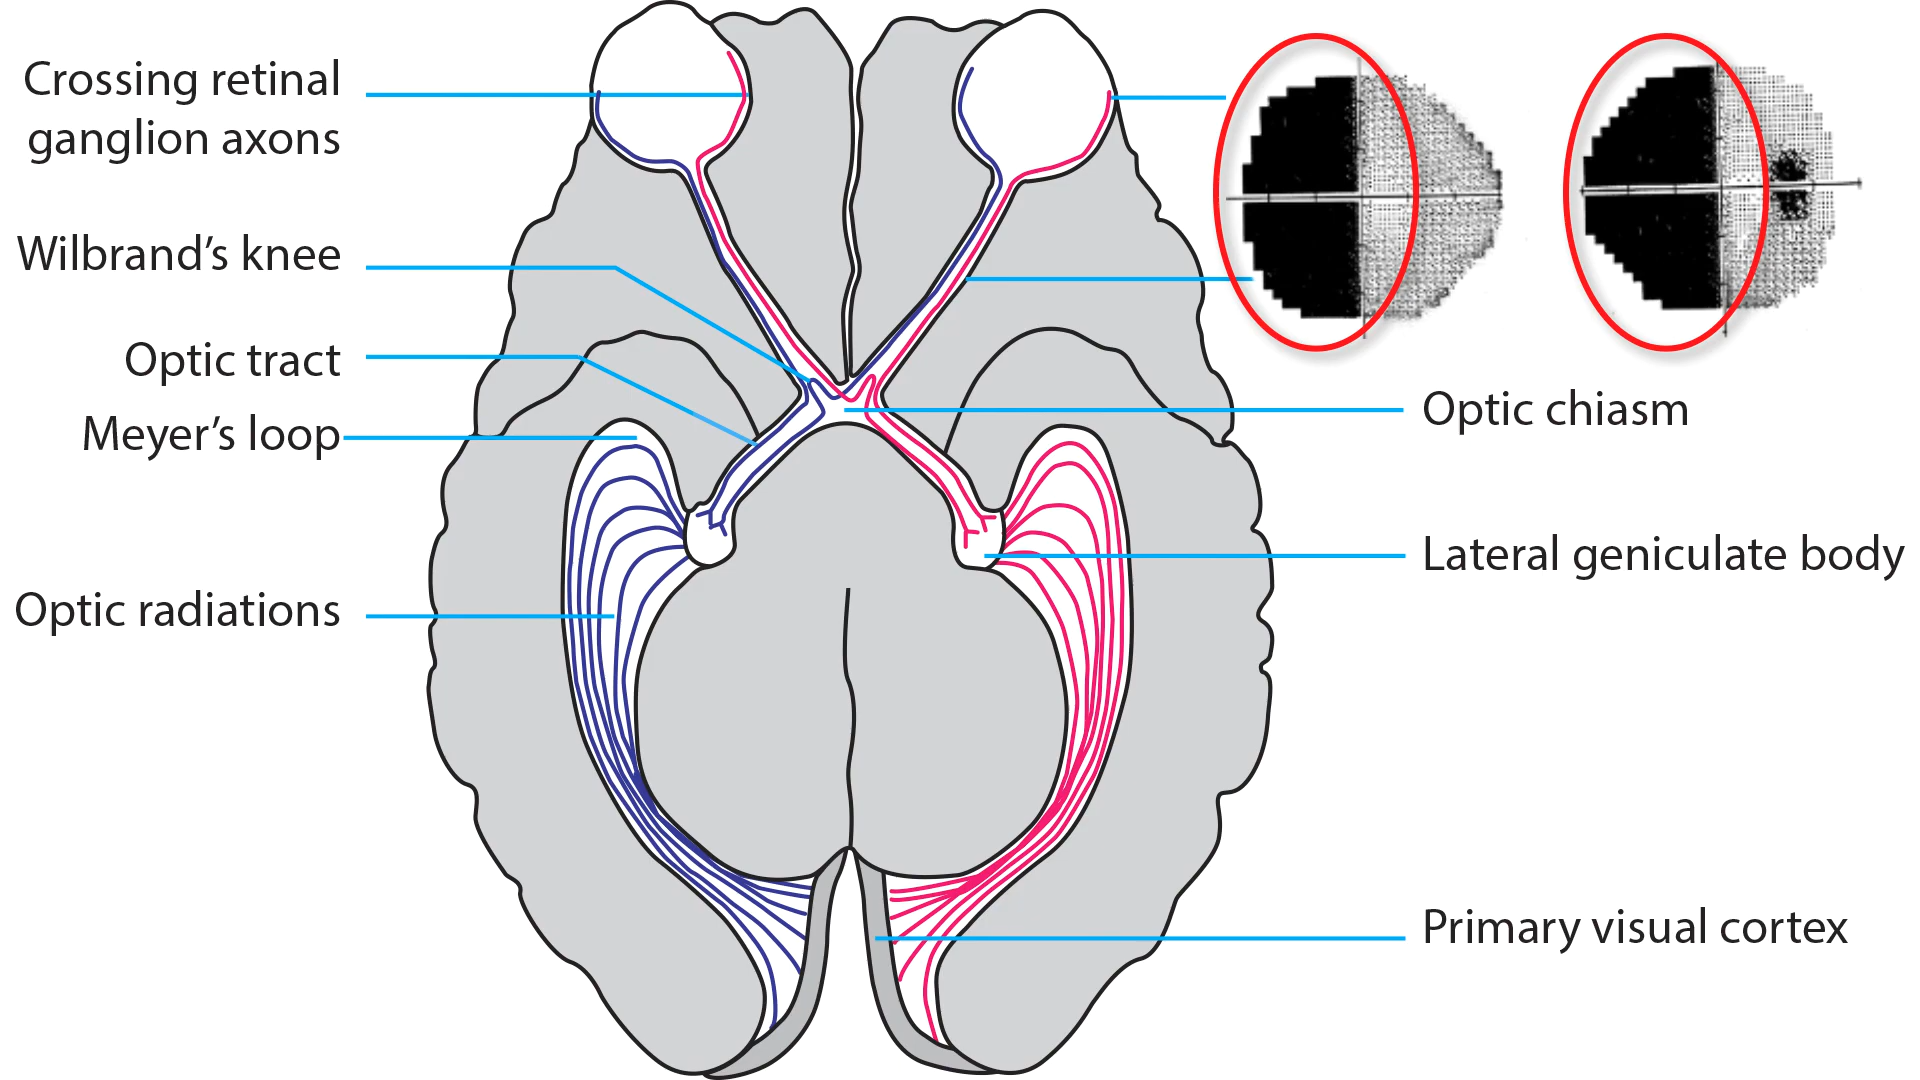 Crossing retinal
ganglion axons
Wilbrand’s knee
Optic tract
Meyer’s loop
Optic radiations
Optic chiasm
Lateral geniculate body
Primary visual cortex